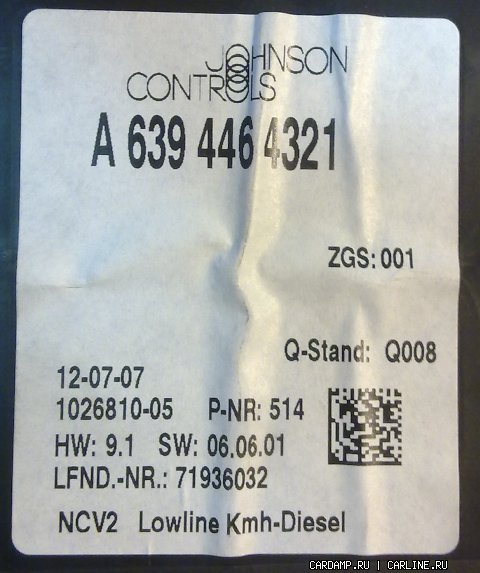 JOHNSON
CONTROLS
A 639 446 4321
ZGS: 001
Q-Stand: Q008
12-07-07
1026810-05 P-NR: 514
HW: 9.1 SW: 06.06.01
LFND.-NR.: 71936032
NCV2 Lowline Kmh-Diesel
CARDAMP.RU | CARLINE.RU